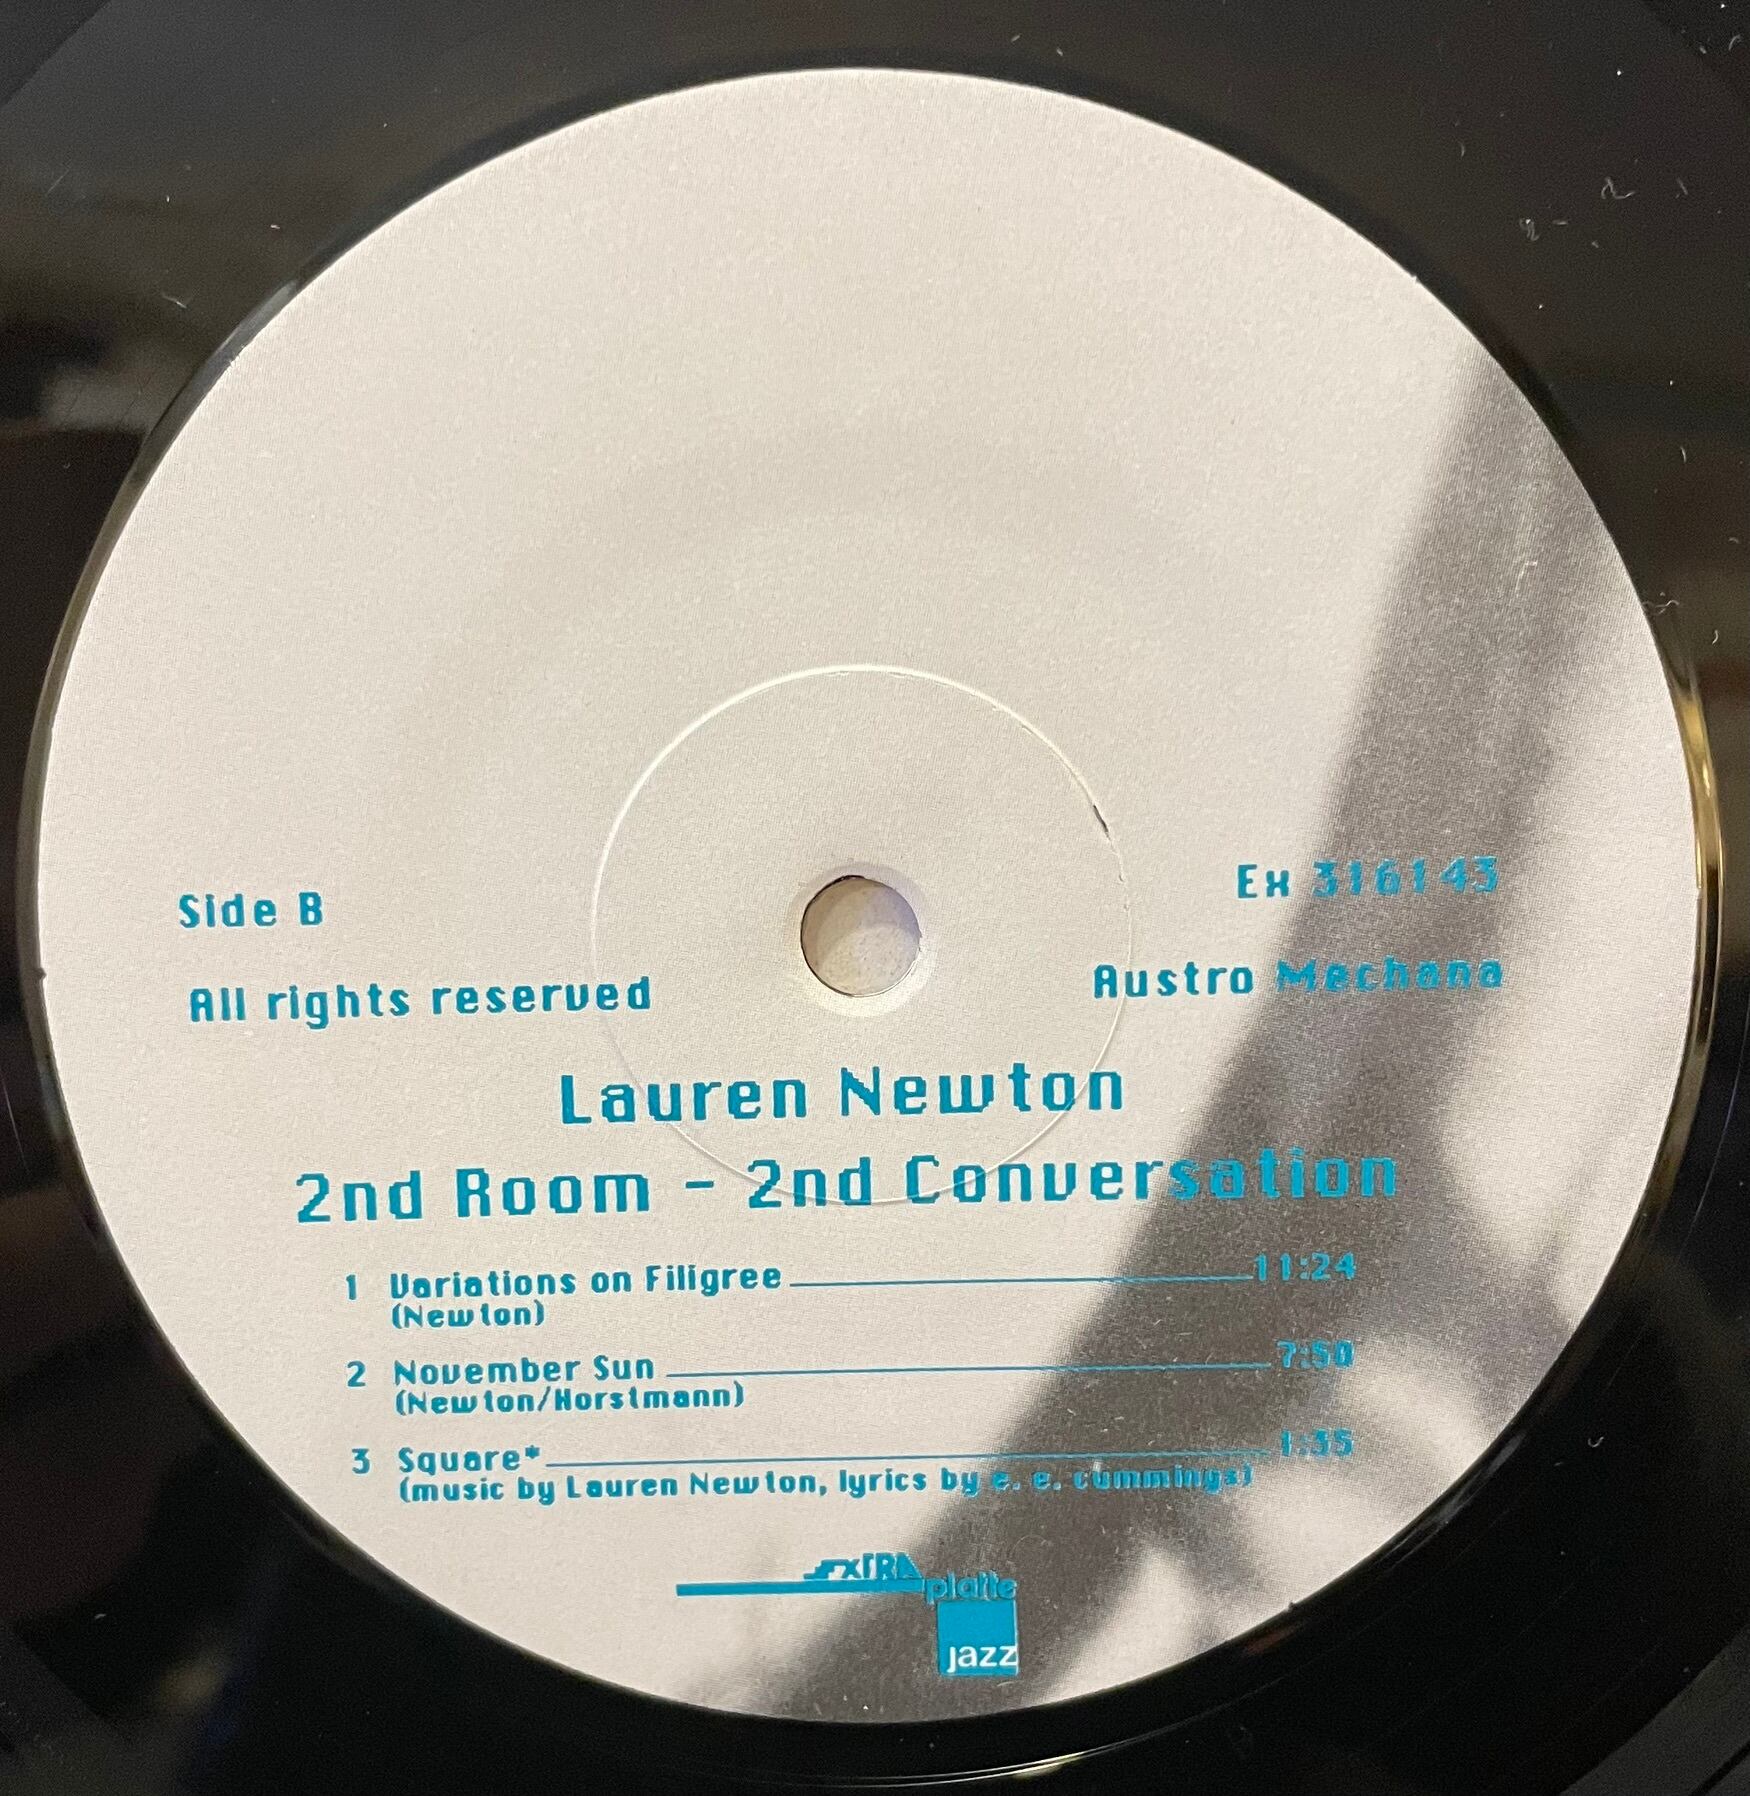 Side B
Ex 316143
All rights reserved
Austro Mechana
Lauren Newton
2nd Room - 2nd Conversation
1 Variations on Filigree 11:24
(Newton)
2 November Sun 7:50
(Newton/Horstmann)
3 Square* 1:35
(music by Lauren Newton, lyrics by e. e. cummings)
EXTRA
platte
jazz